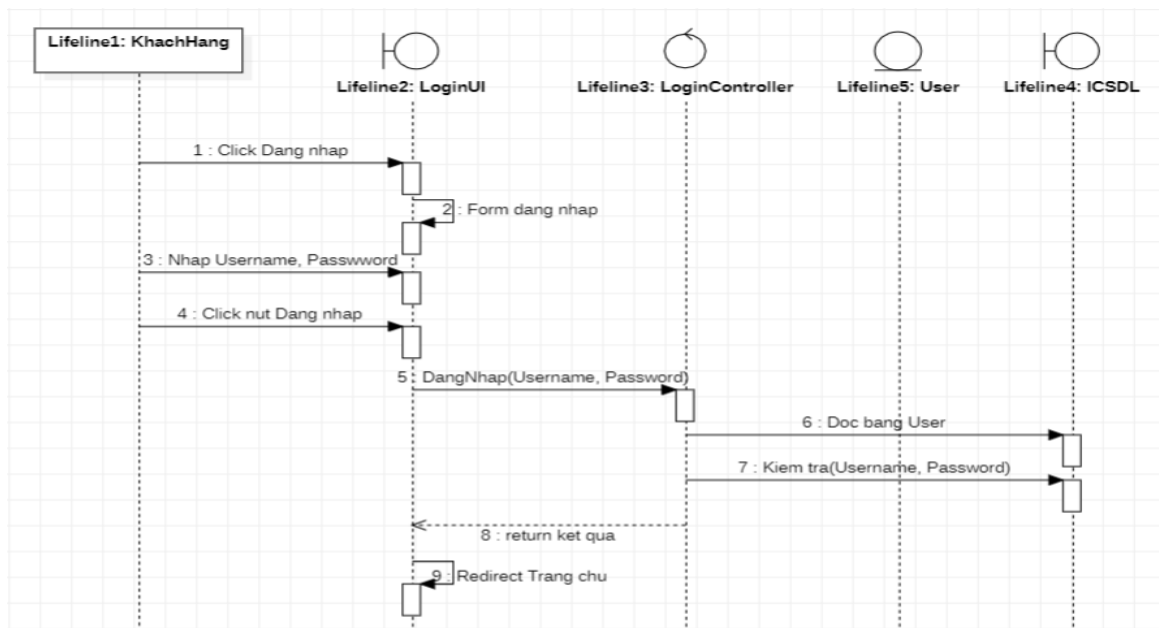 Lifeline1: KhachHang
Lifeline2: LoginUI
Lifeline3: LoginController
Lifeline5: User
Lifeline4: ICSDL
1 : Click Dang nhap
2 : Form dang nhap
3 : Nhap Username, Passwword
4 : Click nut Dang nhap
5 : DangNhap(Username, Password)
6 : Doc bang User
7 : Kiem tra(Username, Password)
8 : return ket qua
9 : Redirect Trang chu